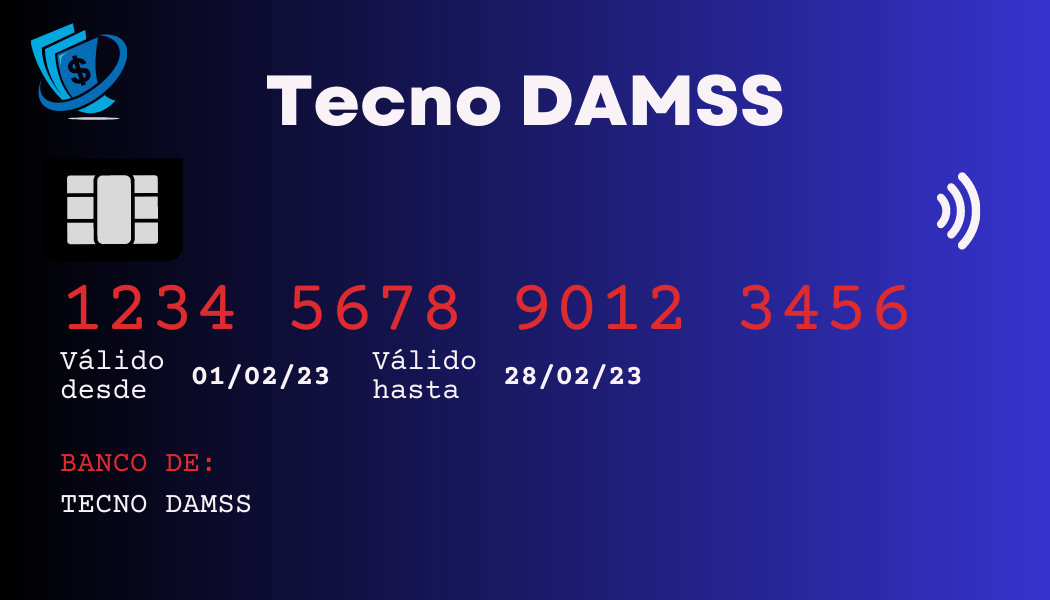 $
Tecno DAMSS
1234 5678 9012 3456
Válido desde 01/02/23 Válido hasta 28/02/23
BANCO DE:
TECNO DAMSS